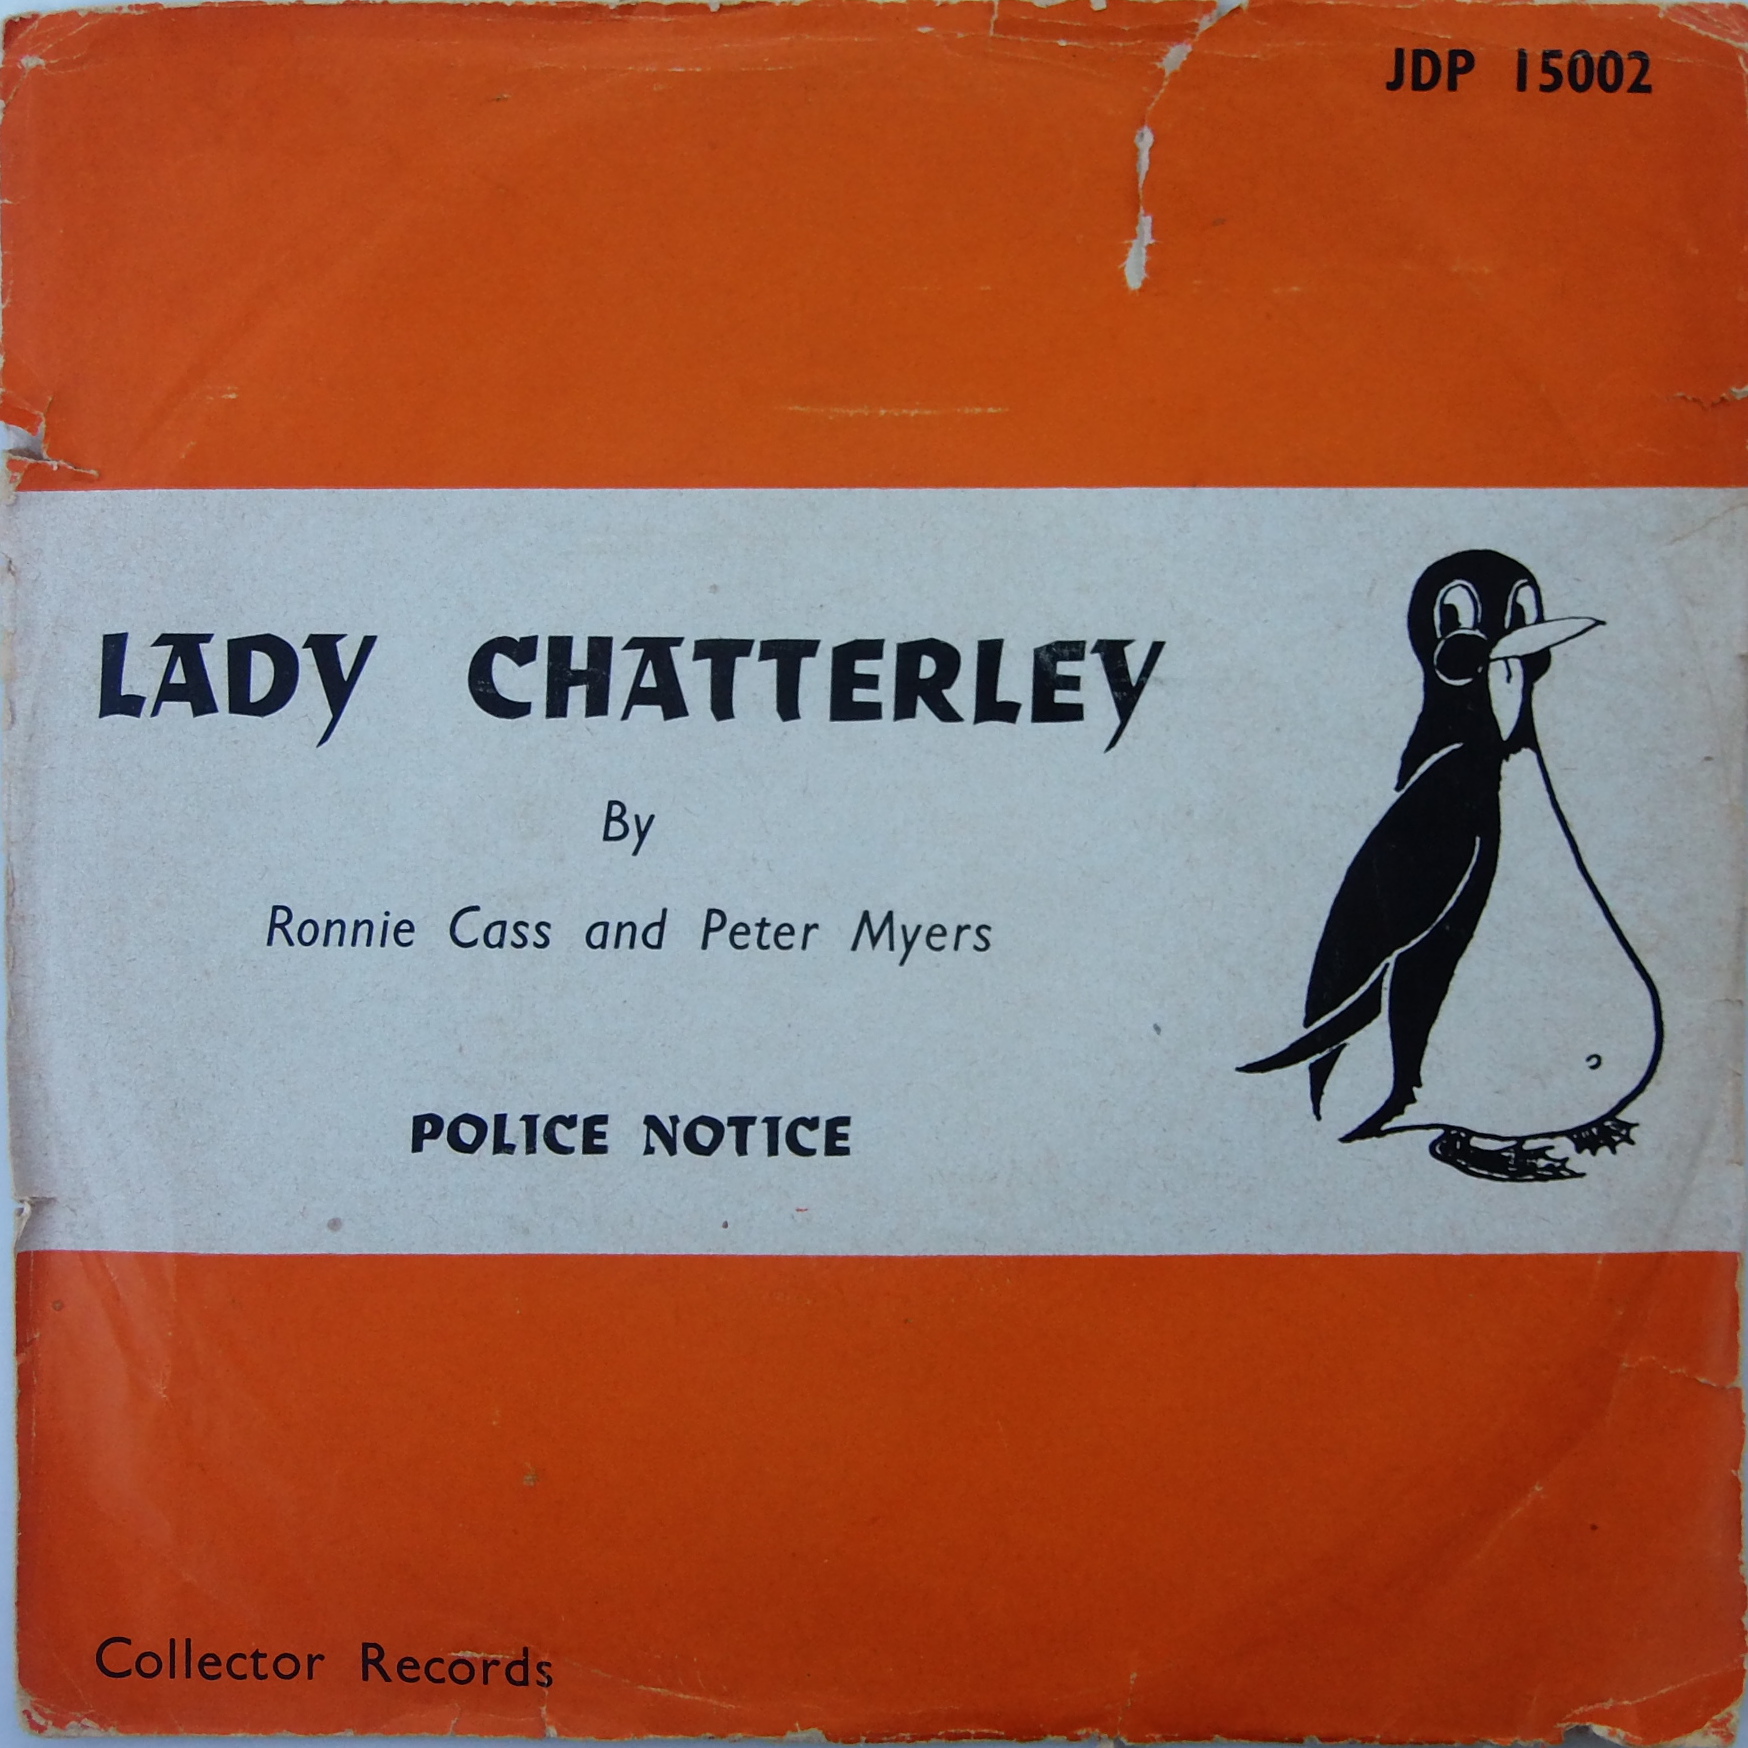 JDP 15002
LADY CHATTERLEY
By
Ronnie Cass and Peter Myers
POLICE NOTICE
Collector Records